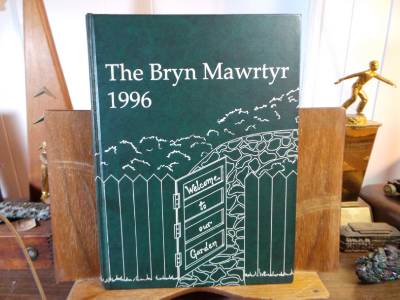 The Bryn Mawrtyr
1996
Welcome
to
our
Garden